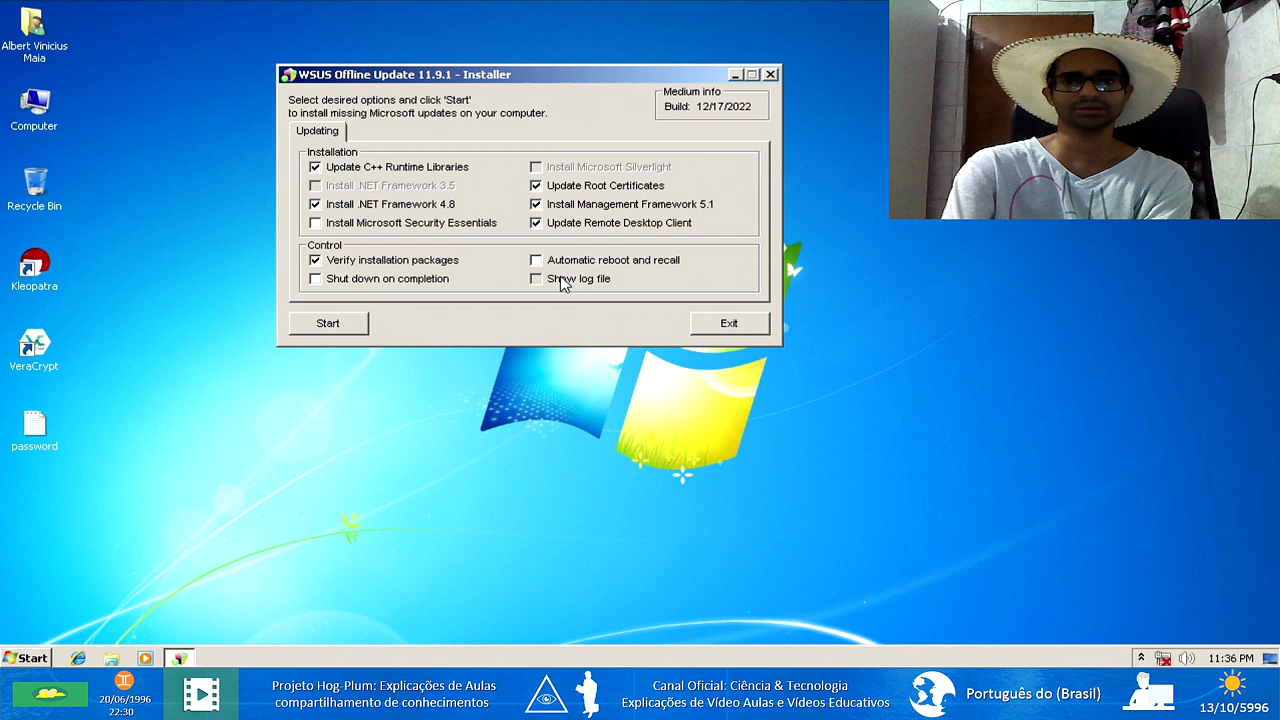 Albert Vinicius
Maia
Computer
Recycle Bin
Kleopatra
VeraCrypt
password
WSUS Offline Update 11.9.1 - Installer
Select desired options and click 'Start'
to install missing Microsoft updates on your computer.
Medium info
Build: 12/17/2022
Updating
Installation
Update C++ Runtime Libraries
Install Microsoft Silverlight
Install .NET Framework 3.5
Update Root Certificates
Install .NET Framework 4.8
Install Management Framework 5.1
Install Microsoft Security Essentials
Update Remote Desktop Client
Control
Verify installation packages
Automatic reboot and recall
Shut down on completion
Show log file
Start
Exit
Start
11:36 PM
20/06/1996
22:30
Projeto Hog-Plum: Explicações de Aulas
compartilhamento de conhecimentos
Canal Oficial: Ciência & Tecnologia
Explicações de Vídeo Aulas e Vídeos Educativos
Português do (Brasil)
13/10/5996